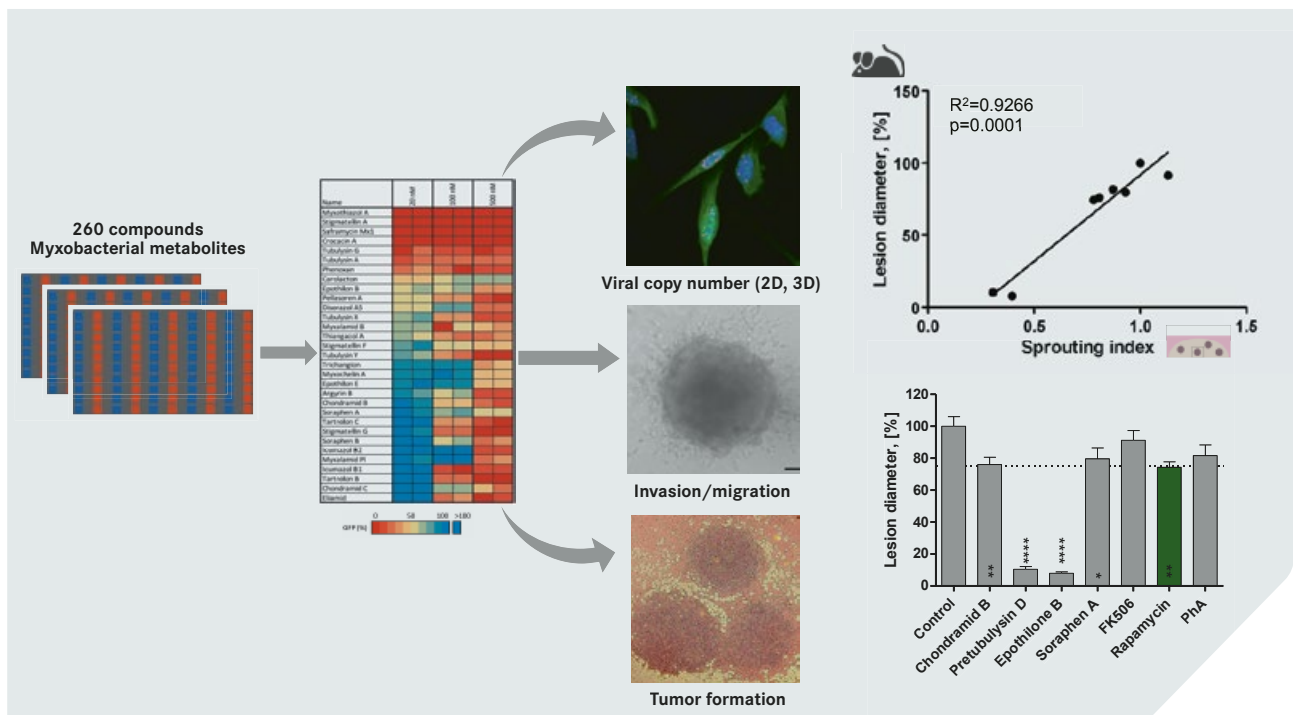 260 compounds
Myxobacterial metabolites
Name
20 nM
100 nM
500 nM
Myxothiazol A
Stigmatellin A
Saframycin Mx1
Crocacin A
Tubulysin G
Tubulysin A
Phenoxan
Carolacton
Epothilon B
Pellasoren A
Disorazol A5
Tubulysin X
Myxalamid B
Thiangazol A
Stigmatellin F
Tubulysin Y
Trichangion
Myxochelin A
Epothilon E
Argyrin B
Chondramid B
Soraphen A
Tartrolon C
Stigmatellin G
Soraphen B
Icumazol B2
Myxalamid PI
Icumazol B1
Tartrolon B
Chondramid C
Eliamid
GFP [%]
0 50 100 >180
Viral copy number (2D, 3D)
Invasion/migration
Tumor formation
Lesion diameter, [%]
150
100
50
0
R²=0.9266
p=0.0001
0.0 0.5 1.0 1.5
Sprouting index
Lesion diameter, [%]
120
100
80
60
40
20
0
**
****
****
*
**
Control
Chondramid B
Pretubulysin D
Epothilone B
Soraphen A
FK506
Rapamycin
PhA